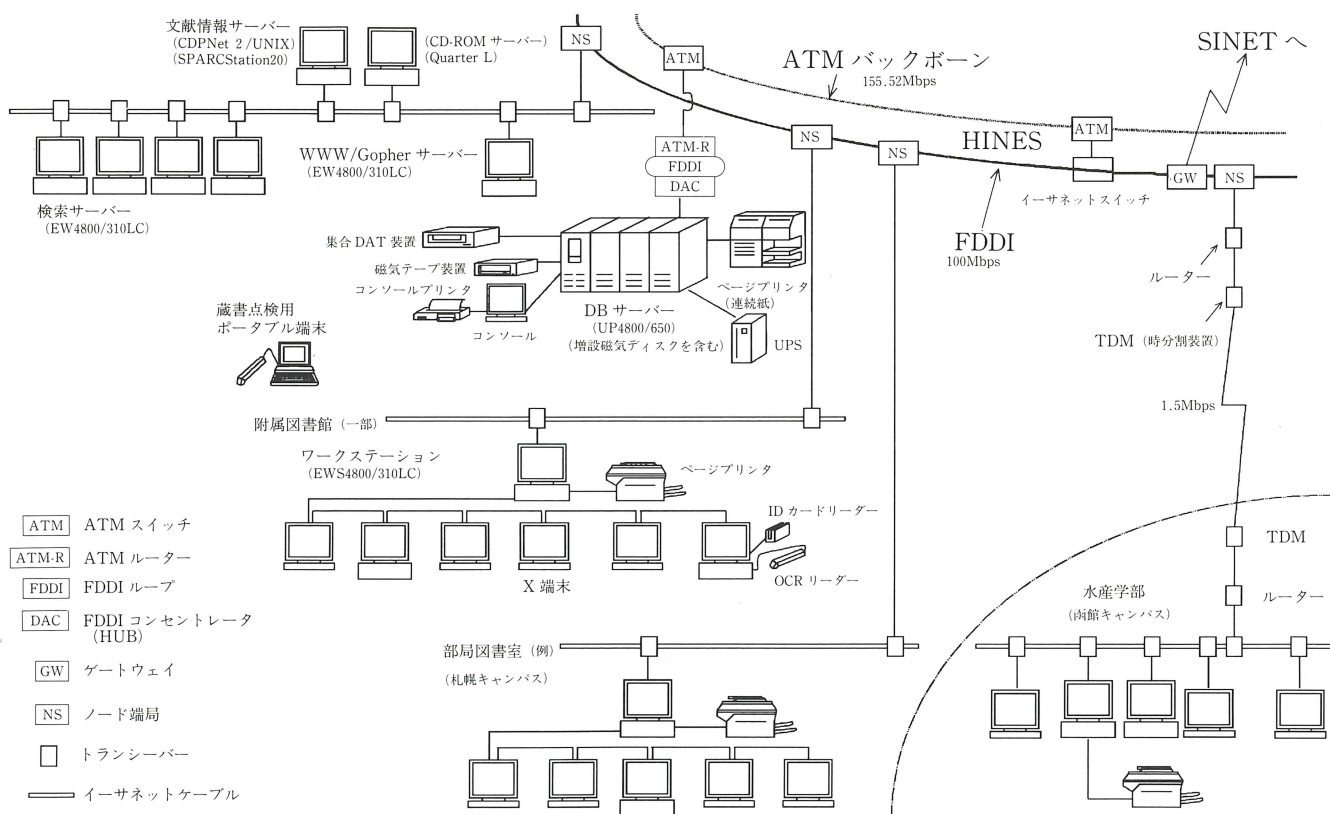 文献情報サーバー
(CDPNet 2 /UNIX)
(SPARCStation20)
(CD-ROM サーバー)
(Quarter L)
NS
ATM
ATM バックボーン
155.52Mbps
SINET へ
WWW/Gopher サーバー
(EW4800/310LC)
検索サーバー
(EW4800/310LC)
ATM-R
FDDI
DAC
NS
NS
HINES
ATM
イーサネットスイッチ
GW
NS
FDDI
100Mbps
ルーター
TDM (時分割装置)
1.5Mbps
集合 DAT 装置
磁気テープ装置
コンソールプリンタ
コンソール
DB サーバー
(UP4800/650)
(増設磁気ディスクを含む)
ページプリンタ
(連続紙)
UPS
蔵書点検用
ポータブル端末
附属図書館 (一部)
ワークステーション
(EWS4800/310LC)
ページプリンタ
ID カードリーダー
OCR リーダー
X 端末
部局図書室 (例)
(札幌キャンパス)
TDM
ルーター
水産学部
(函館キャンパス)
ATM ATM スイッチ
ATM-R ATM ルーター
FDDI FDDI ループ
DAC FDDI コンセントレータ
(HUB)
GW ゲートウェイ
NS ノード端局
トランシーバー
イーサネットケーブル